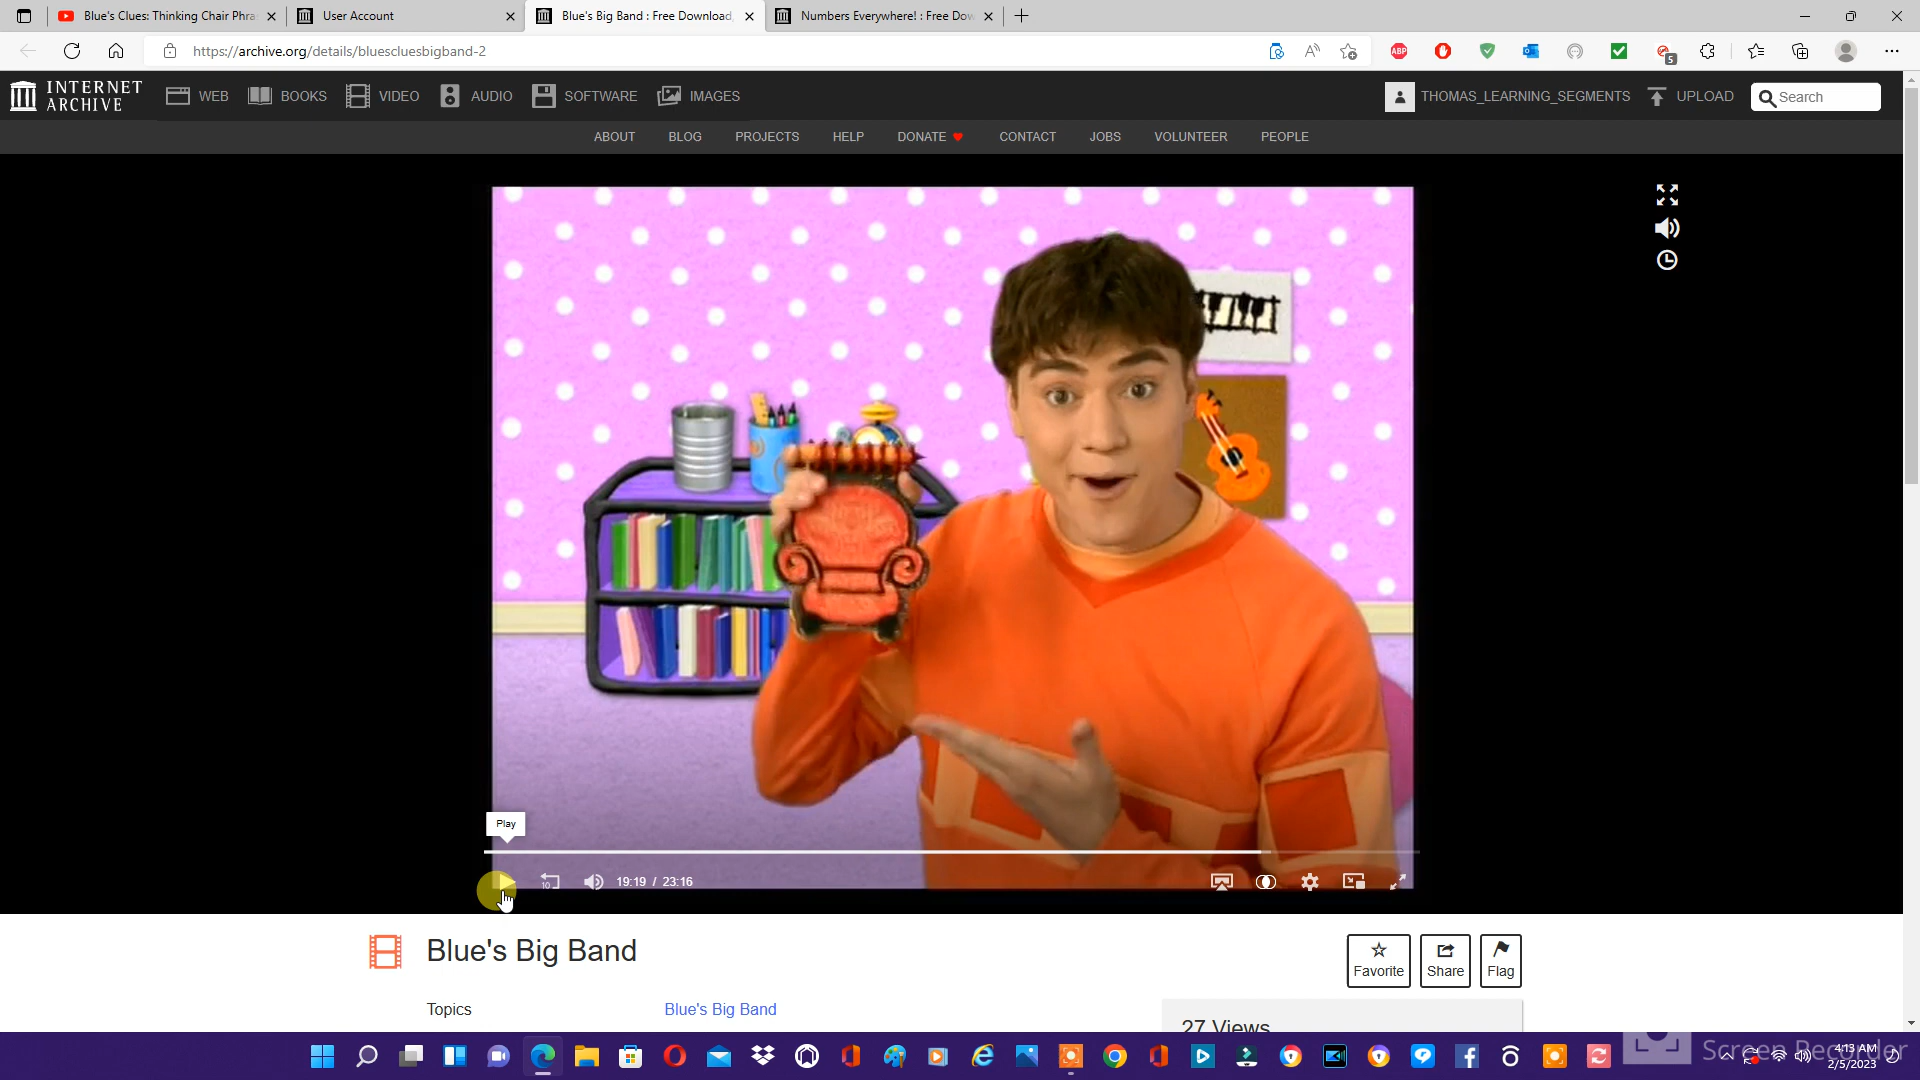 Blue's Clues: Thinking Chair Phra
User Account
Blue's Big Band : Free Download,
Numbers Everywhere! : Free Dow
https://archive.org/details/bluescluesbigband-2
ABP
5
INTERNET
ARCHIVE
WEB
BOOKS
VIDEO
AUDIO
SOFTWARE
IMAGES
THOMAS_LEARNING_SEGMENTS
UPLOAD
Search
ABOUT
BLOG
PROJECTS
HELP
DONATE
CONTACT
JOBS
VOLUNTEER
PEOPLE
Play
10
19:19 / 23:16
Blue's Big Band
Favorite
Share
Flag
Topics
Blue's Big Band
27 Views
Screen Recorder
4:13 AM
2/5/2023